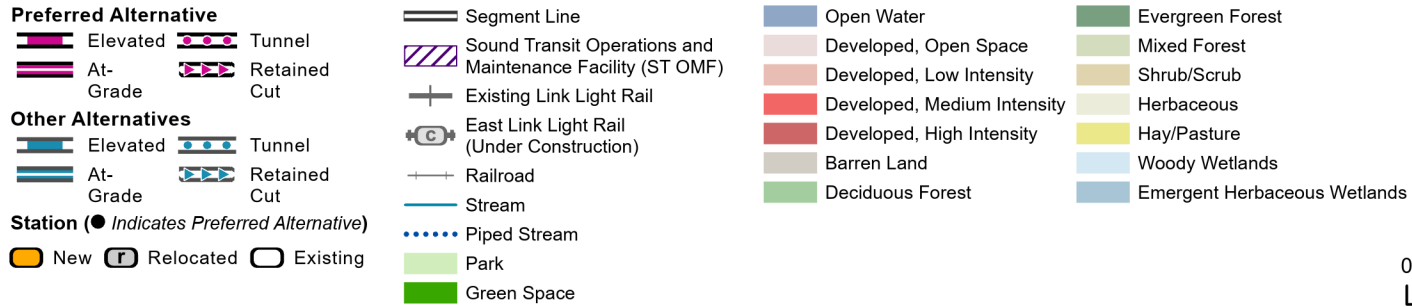 Preferred Alternative
Elevated
Tunnel
At-
Grade
Retained
Cut
Other Alternatives
Elevated
Tunnel
At-
Grade
Retained
Cut
Station (● Indicates Preferred Alternative)
New
r
Relocated
Existing
Segment Line
Sound Transit Operations and
Maintenance Facility (ST OMF)
Existing Link Light Rail
C
East Link Light Rail
(Under Construction)
Railroad
Stream
Piped Stream
Park
Green Space
Open Water
Developed, Open Space
Developed, Low Intensity
Developed, Medium Intensity
Developed, High Intensity
Barren Land
Deciduous Forest
Evergreen Forest
Mixed Forest
Shrub/Scrub
Herbaceous
Hay/Pasture
Woody Wetlands
Emergent Herbaceous Wetlands
0